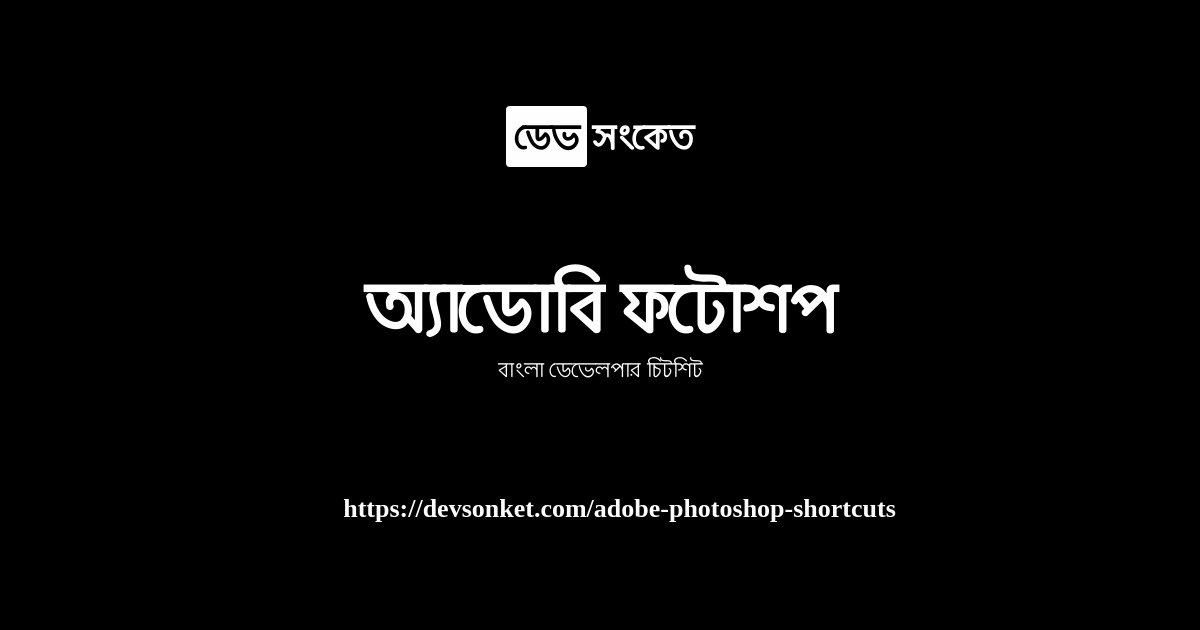 ডেভ সংকেত
অ্যাডোবি ফটোশপ
বাংলা ডেভেলপার চিটশিট
https://devsonket.com/adobe-photoshop-shortcuts